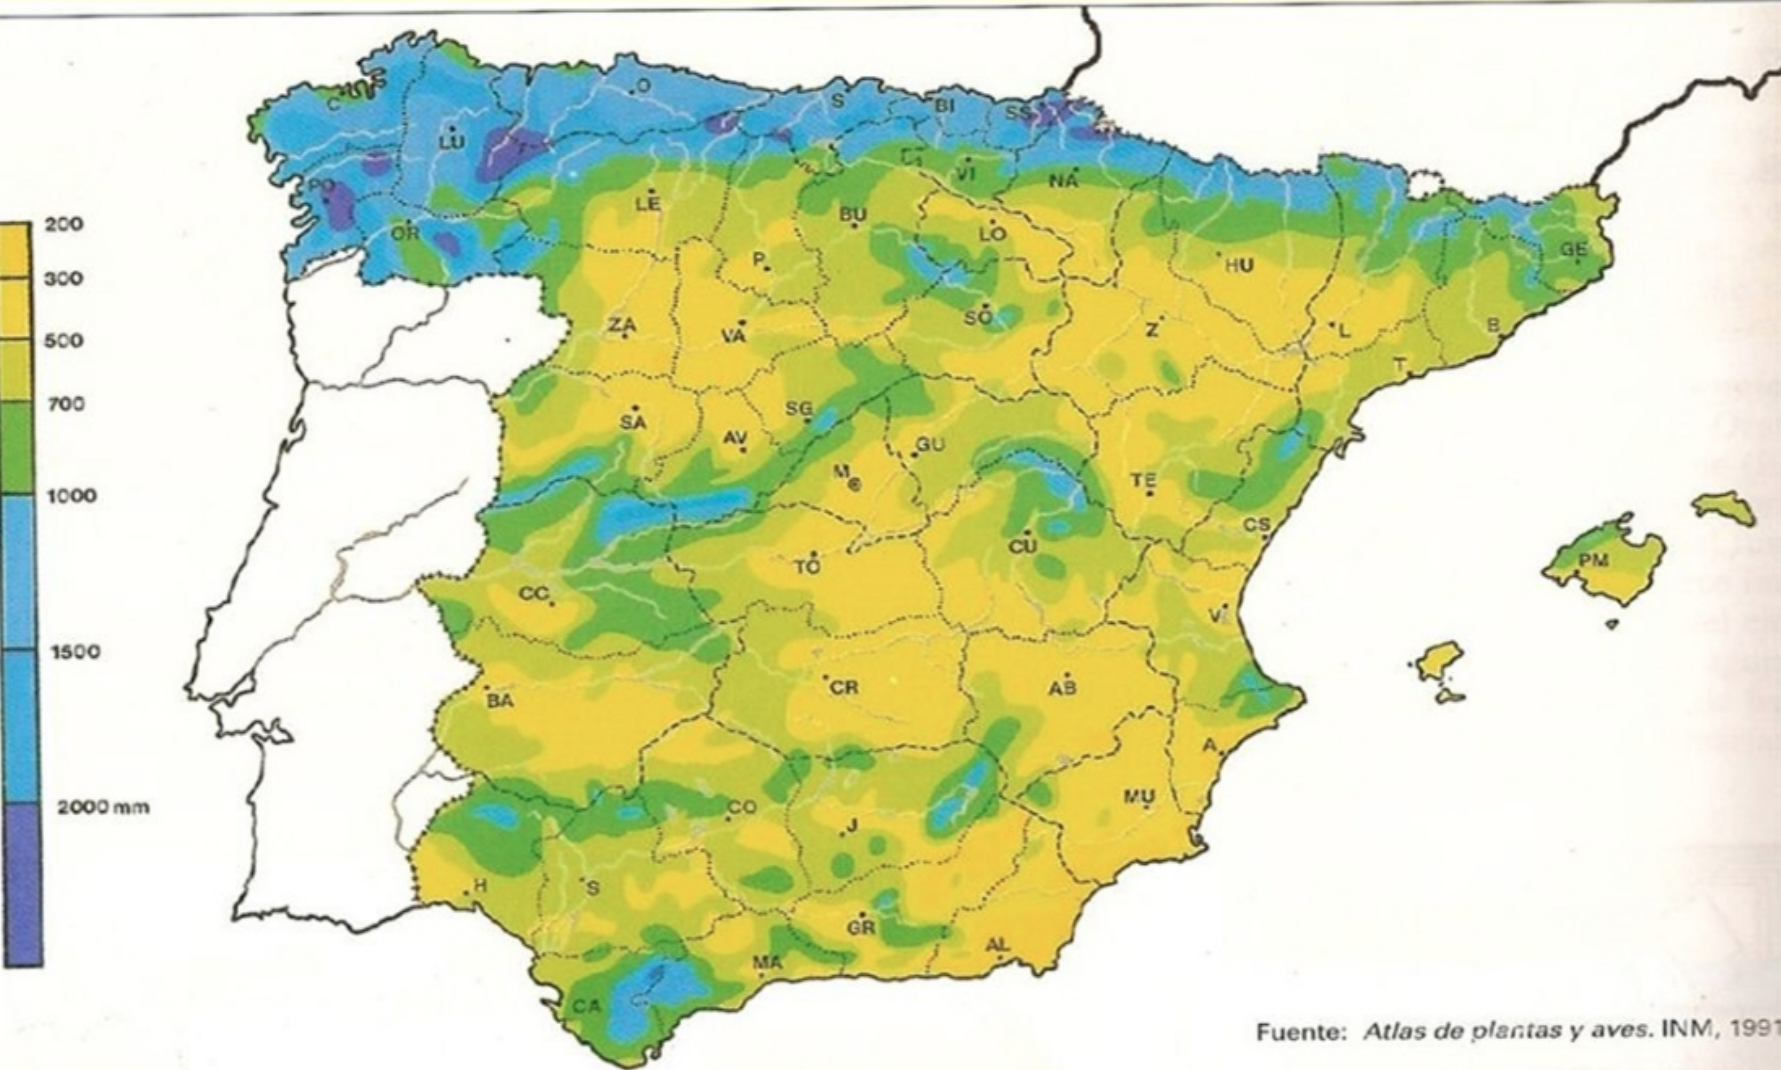 200
300
500
700
1000
1500
2000 mm
C
LU
O
S
BI
SS
PO
OR
LE
BU
VI
NA
LO
P
HU
GE
ZA
VA
SO
Z
L
B
T
SA
AV
SG
GU
M
TE
CS
TO
CU
PM
CC
V
BA
CR
AB
A
CO
J
MU
H
S
GR
AL
MA
CA
Fuente: Atlas de plantas y aves. INM, 1991